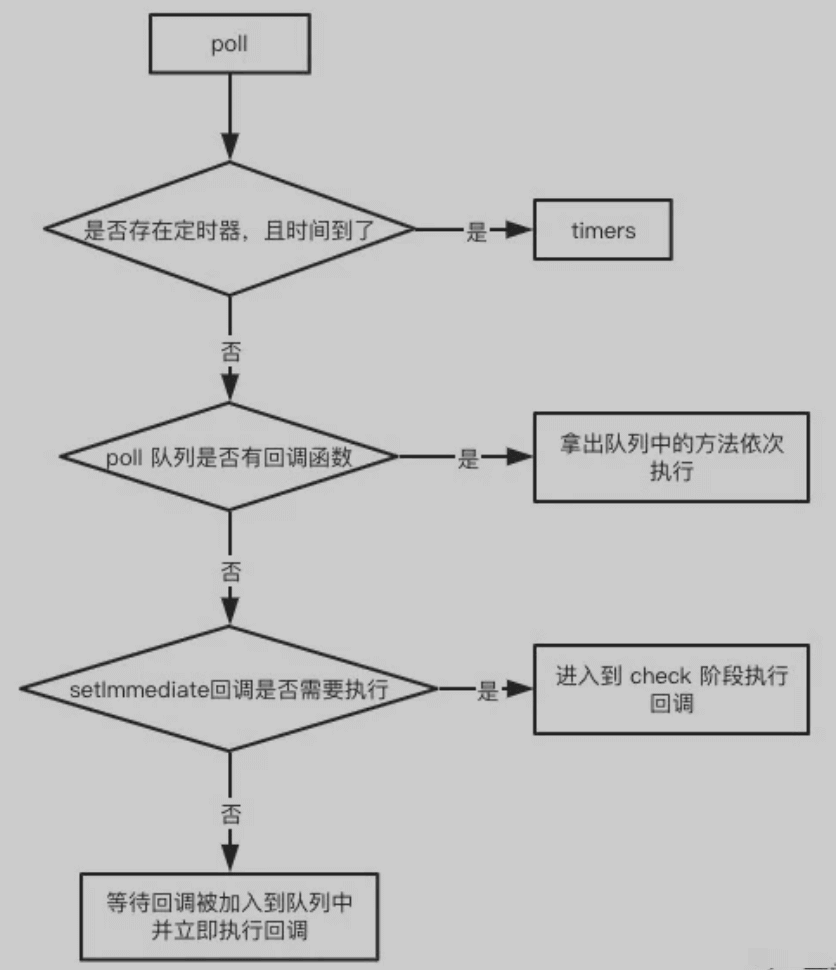 poll
是否存在定时器，且时间到了
是
timers
否
poll 队列是否有回调函数
是
拿出队列中的方法依次
执行
否
setImmediate回调是否需要执行
是
进入到 check 阶段执行
回调
否
等待回调被加入到队列中
并立即执行回调